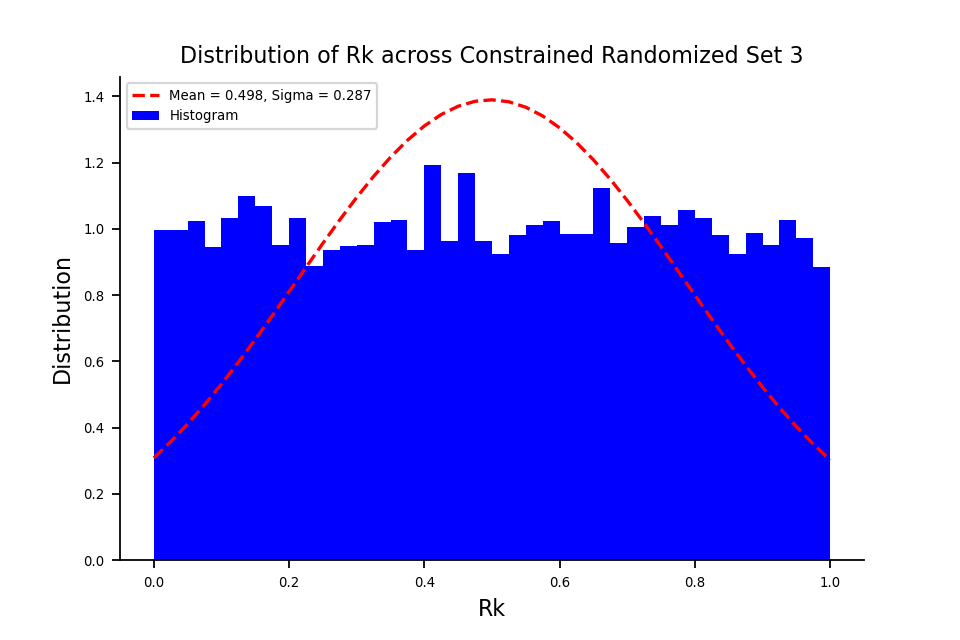 Distribution of Rk across Constrained Randomized Set 3
Mean = 0.498, Sigma = 0.287
Histogram
Distribution
1.4
1.2
1.0
0.8
0.6
0.4
0.2
0.0
0.0 0.2 0.4 0.6 0.8 1.0
Rk